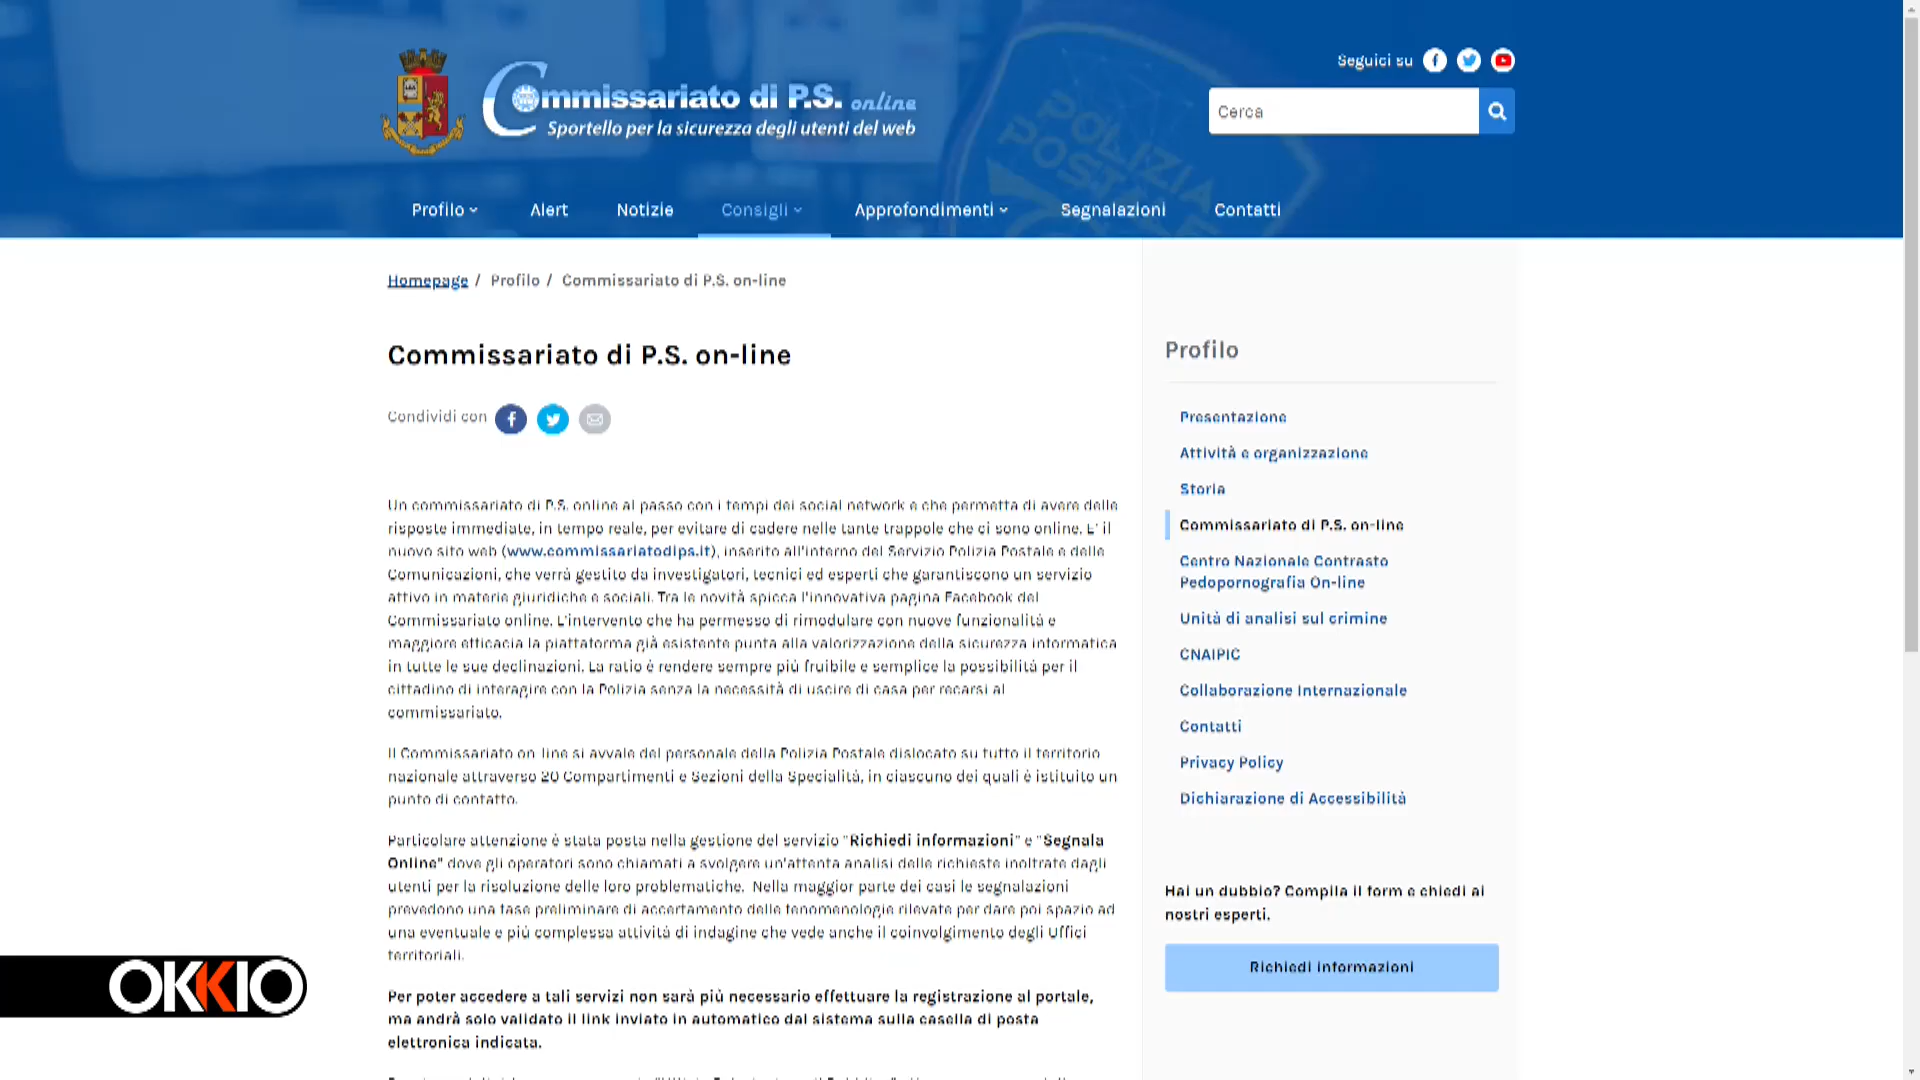 Seguici su
Commissariato di P.S. online
Sportello per la sicurezza degli utenti del web
Cerca
POLIZIA
POSTALE
Profilo
Alert
Notizie
Consigli
Approfondimenti
Segnalazioni
Contatti
Homepage / Profilo / Commissariato di P.S. on-line
Commissariato di P.S. on-line
Condividi con
Un commissariato di P.S. online al passo con i tempi dei social network e che permetta di avere delle
risposte immediate, in tempo reale, per evitare di cadere nelle tante trappole che ci sono online. E' il
nuovo sito web (www.commissariatodips.it), inserito all'interno del Servizio Polizia Postale e delle
Comunicazioni, che verrà gestito da investigatori, tecnici ed esperti che garantiscono un servizio
attivo in materie giuridiche e sociali. Tra le novità spicca l'innovativa pagina Facebook del
Commissariato online. L'intervento che ha permesso di rimodulare con nuove funzionalità e
maggiore efficacia la piattaforma già esistente punta alla valorizzazione della sicurezza informatica
in tutte le sue declinazioni. La ratio è rendere sempre più fruibile e semplice la possibilità per il
cittadino di interagire con la Polizia senza la necessità di uscire di casa per recarsi al
commissariato.
Il Commissariato on-line si avvale del personale della Polizia Postale dislocato su tutto il territorio
nazionale attraverso 20 Compartimenti e Sezioni della Specialità, in ciascuno dei quali è istituito un
punto di contatto.
Particolare attenzione è stata posta nella gestione del servizio "Richiedi informazioni" e "Segnala
Online" dove gli operatori sono chiamati a svolgere un'attenta analisi delle richieste inoltrate dagli
utenti per la risoluzione delle loro problematiche. Nella maggior parte dei casi le segnalazioni
prevedono una fase preliminare di accertamento delle fenomenologie rilevate per dare poi spazio ad
una eventuale e più complessa attività di indagine che vede anche il coinvolgimento degli Uffici
territoriali.
Per poter accedere a tali servizi non sarà più necessario effettuare la registrazione al portale,
ma andrà solo validato il link inviato in automatico dal sistema sulla casella di posta
elettronica indicata.
Profilo
Presentazione
Attività e organizzazione
Storia
Commissariato di P.S. on-line
Centro Nazionale Contrasto
Pedopornografia On-line
Unità di analisi sul crimine
CNAIPIC
Collaborazione Internazionale
Contatti
Privacy Policy
Dichiarazione di Accessibilità
Hai un dubbio? Compila il form e chiedi ai
nostri esperti.
Richiedi informazioni
OKKIO